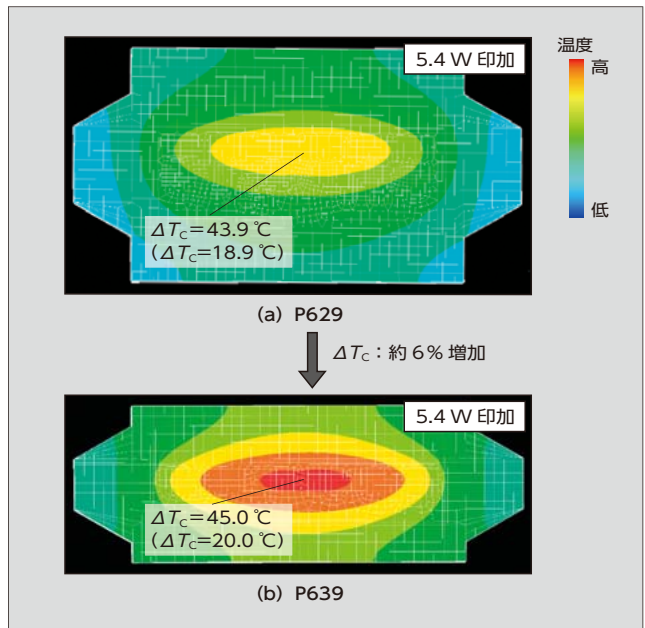 5.4 W 印加
温度
高
低
ΔTC=43.9 ℃
(ΔTC=18.9 ℃)
(a) P629
ΔTC：約 6% 増加
5.4 W 印加
ΔTC=45.0 ℃
(ΔTC=20.0 ℃)
(b) P639